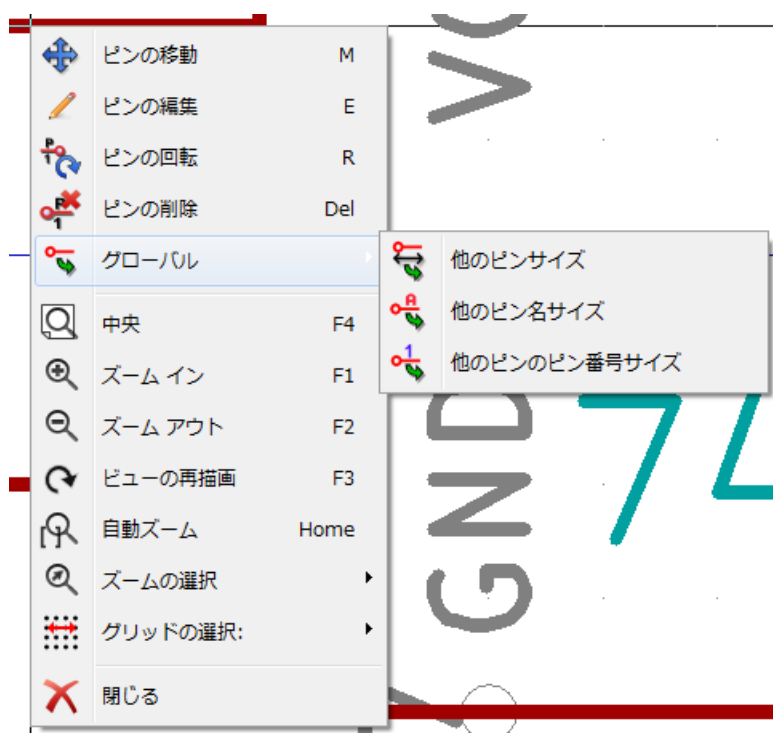 ピンの移動 M
ピンの編集 E
ピンの回転 R
ピンの削除 Del
グローバル
他のピンサイズ
他のピン名サイズ
他のピンのピン番号サイズ
中央 F4
ズーム イン F1
ズーム アウト F2
ビューの再描画 F3
自動ズーム Home
ズームの選択
グリッドの選択:
閉じる
GND
74